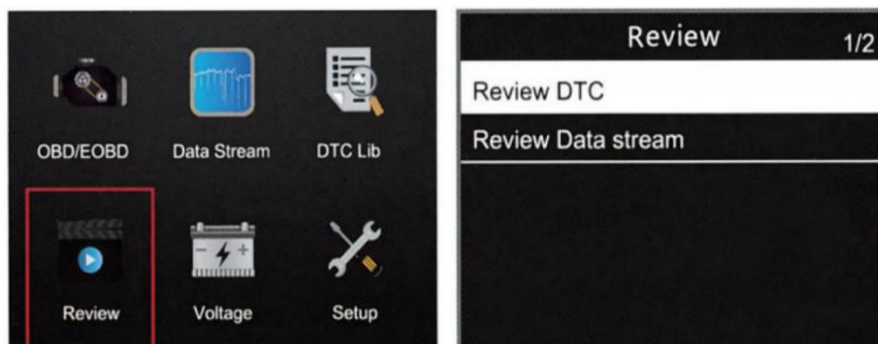 OBD/EOBD Data Stream DTC Lib
Review Voltage Setup
Review 1/2
Review DTC
Review Data stream